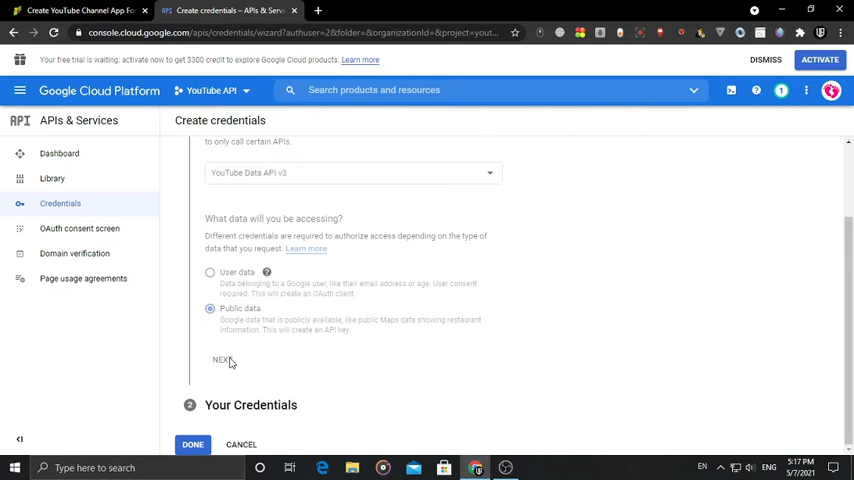 Create YouTube Channel App For
Create credentials – APIs & Servi
console.cloud.google.com/apis/credentials/wizard?authuser=2&folder=&organizationId=&project=yout...
Your free trial is waiting: activate now to get $300 credit to explore Google Cloud products. Learn more
DISMISS
ACTIVATE
Google Cloud Platform
YouTube API
Search products and resources
1
API APIs & Services
Create credentials
to only call certain APIs.
Dashboard
Library
Credentials
OAuth consent screen
Domain verification
Page usage agreements
YouTube Data API v3
What data will you be accessing?
Different credentials are required to authorize access depending on the type of
data that you request. Learn more
User data
Data belonging to a Google user, like their email address or age. User consent
required. This will create an OAuth client.
Public data
Google data that is publicly available, like public Maps data showing restaurant
information. This will create an API key.
NEXT
2 Your Credentials
DONE
CANCEL
Type here to search
EN
ENG
5:17 PM
5/7/2021